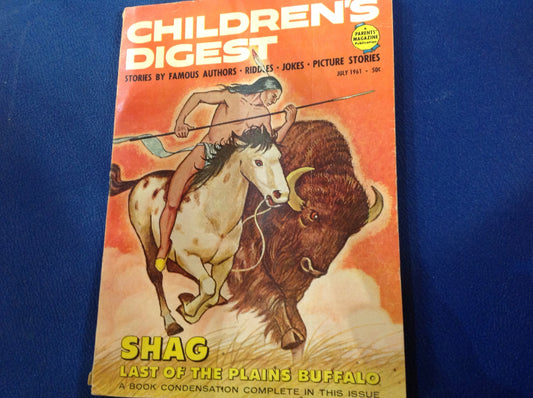 CHILDREN'S
DIGEST
A
PARENTS'
MAGAZINE
PUBLICATION
STORIES BY FAMOUS AUTHORS • RIDDLES • JOKES • PICTURE STORIES
JULY 1961 • 50c
SHAG
LAST OF THE PLAINS BUFFALO
A BOOK CONDENSATION COMPLETE IN THIS ISSUE